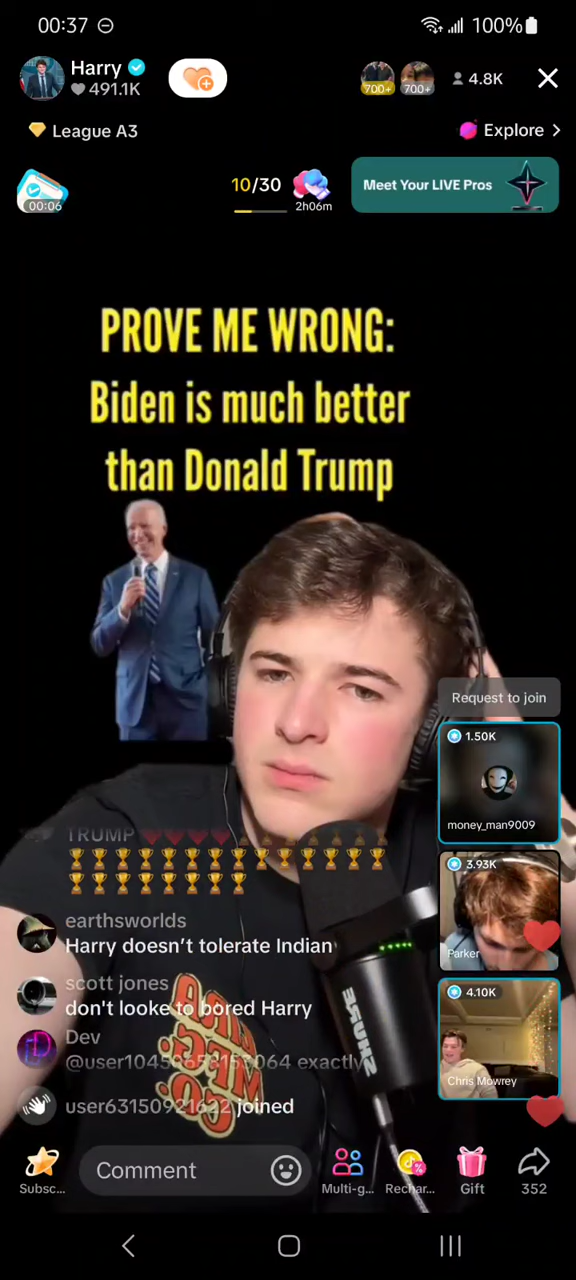 00:37
100%
Harry
491.1K
700+
700+
4.8K
League A3
Explore
00:06
10/30
2h06m
Meet Your LIVE Pros
PROVE ME WRONG:
Biden is much better
than Donald Trump
Request to join
1.50K
money_man9009
TRUMP ❤️❤️❤️❤️🏆🏆🏆🏆🏆🏆
🏆🏆🏆🏆🏆🏆🏆🏆🏆🏆🏆🏆🏆🏆
🏆🏆🏆🏆🏆🏆🏆🏆
3.93K
Parker
earthsworlds
Harry doesn't tolerate Indian
scott jones
don't looke to bored Harry
Dev
exactly
user63150921622 joined
4.10K
Chris Mowrey
SHURE
Subsc...
Comment
Multi-g...
Rechar...
Gift
352